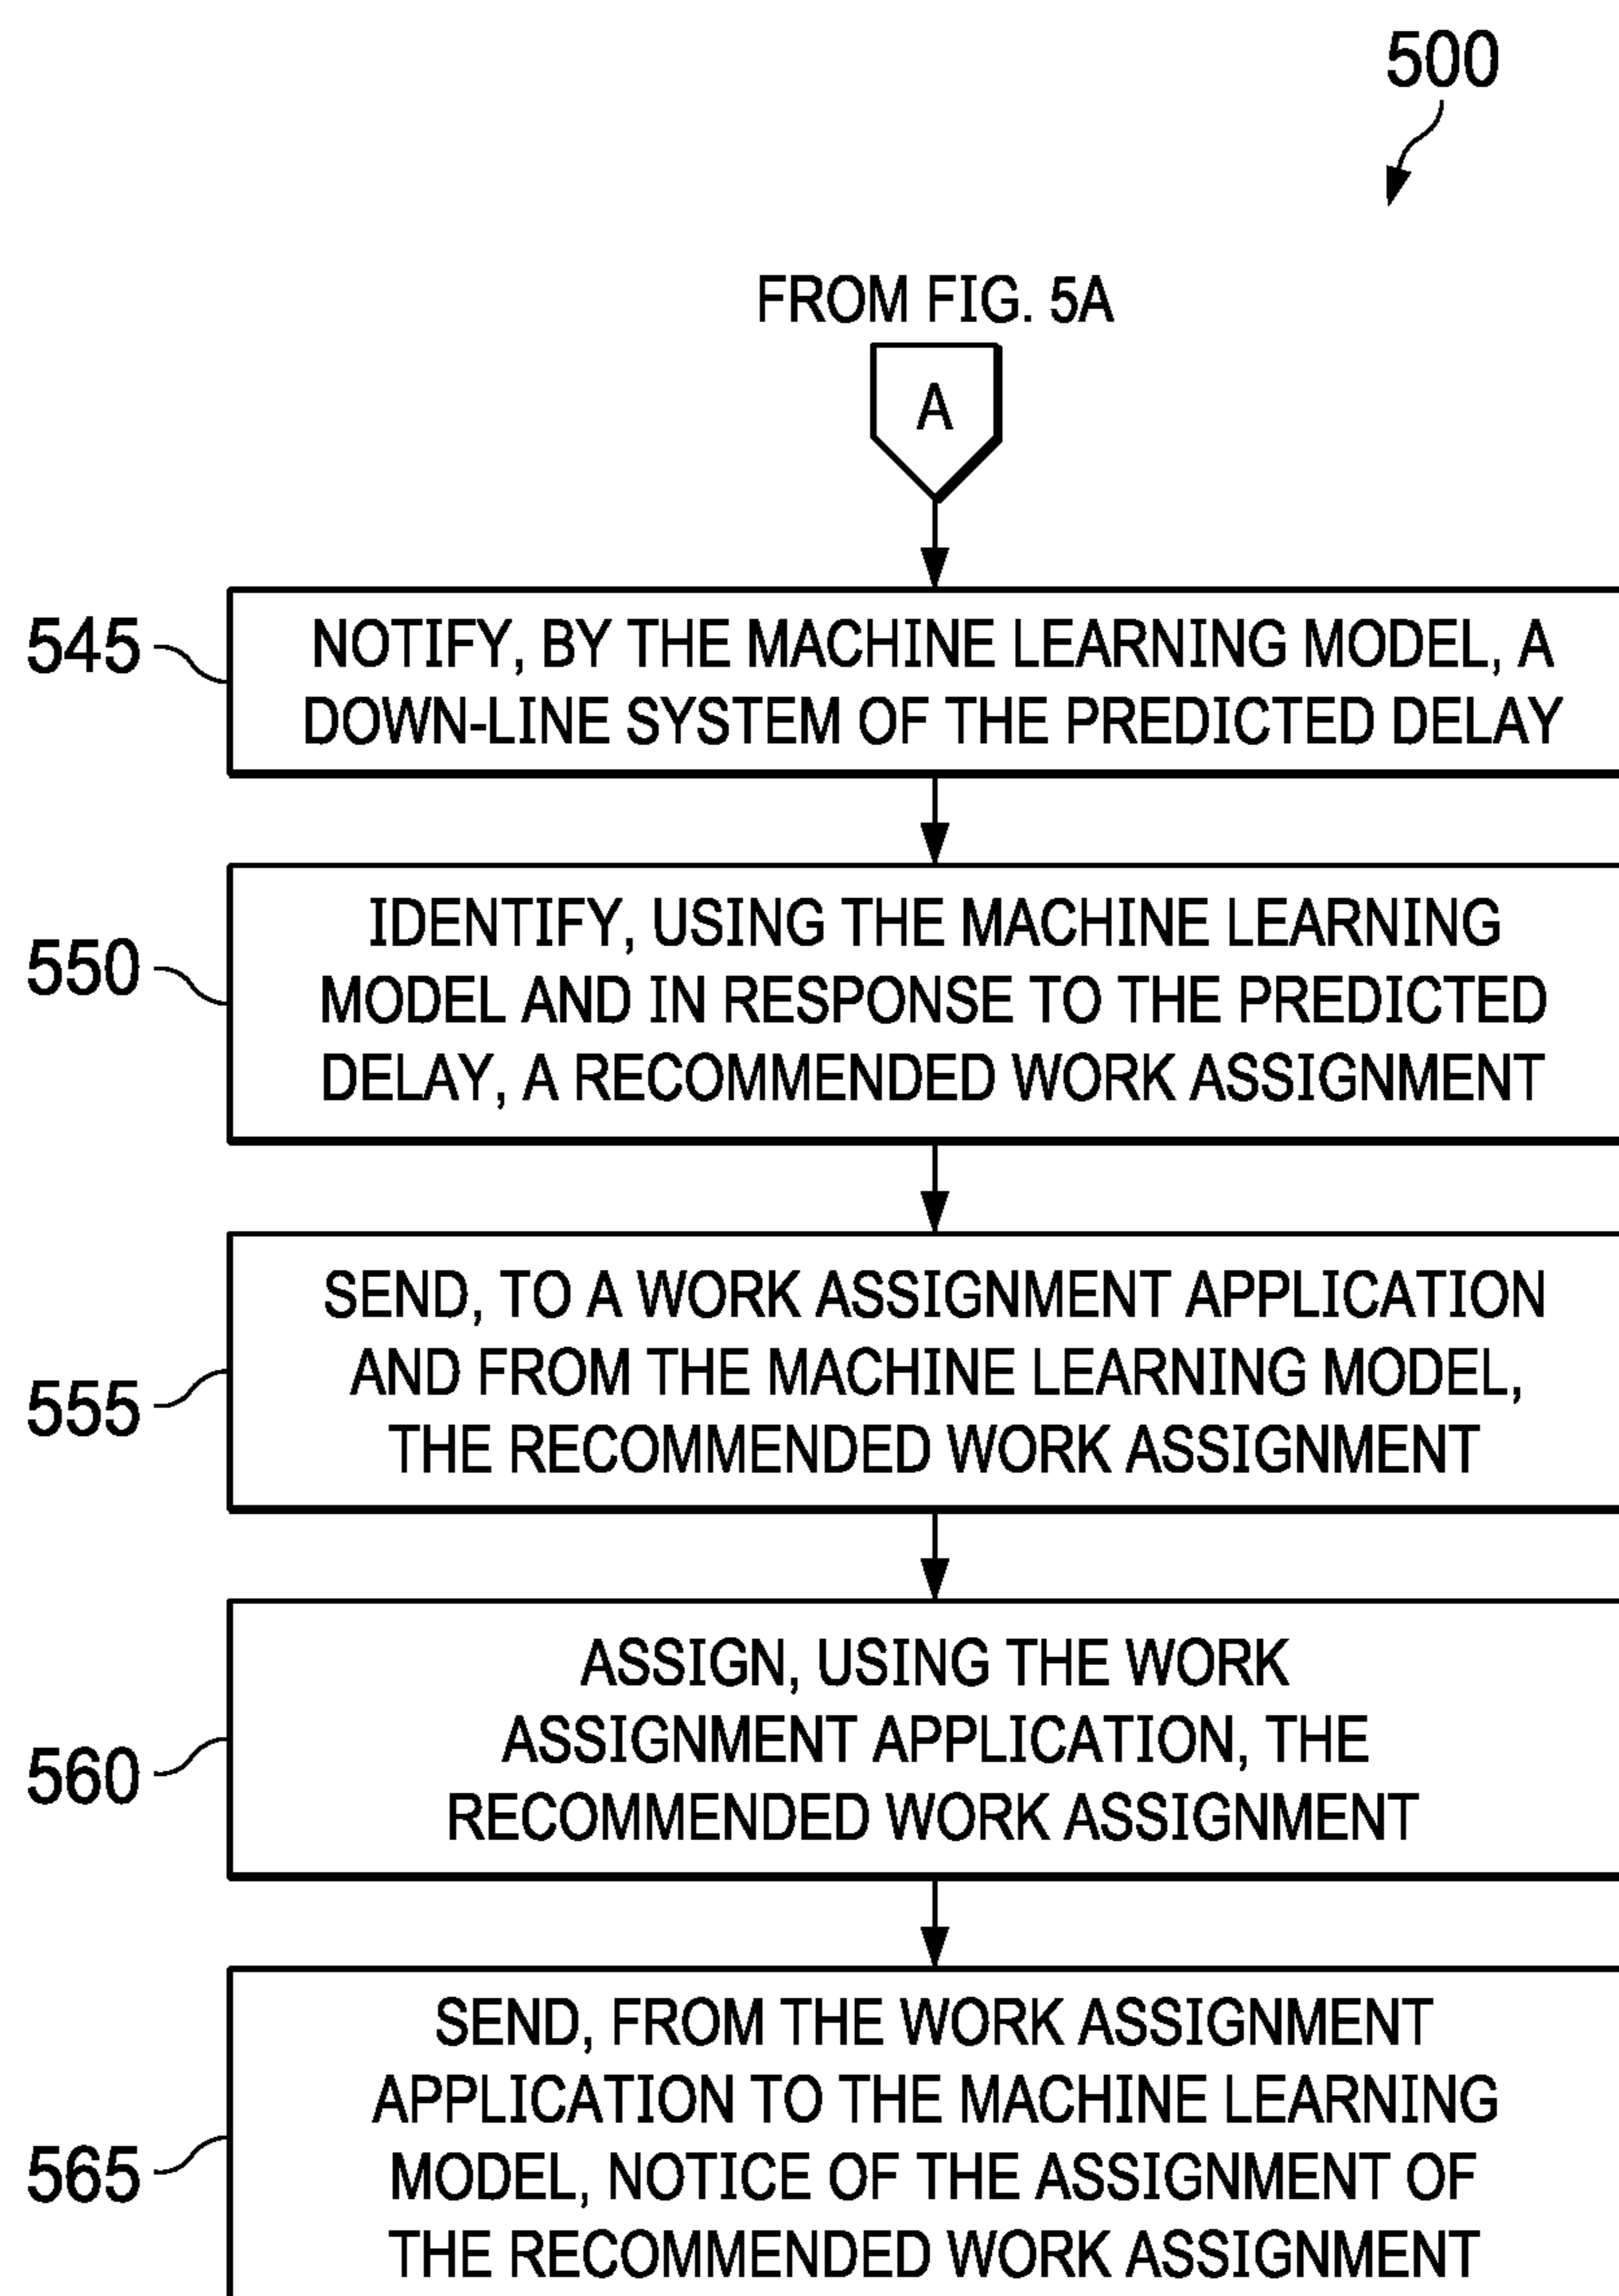 500
FROM FIG. 5A
A
545
NOTIFY, BY THE MACHINE LEARNING MODEL, A
DOWN-LINE SYSTEM OF THE PREDICTED DELAY
550
IDENTIFY, USING THE MACHINE LEARNING
MODEL AND IN RESPONSE TO THE PREDICTED
DELAY, A RECOMMENDED WORK ASSIGNMENT
555
SEND, TO A WORK ASSIGNMENT APPLICATION
AND FROM THE MACHINE LEARNING MODEL,
THE RECOMMENDED WORK ASSIGNMENT
560
ASSIGN, USING THE WORK
ASSIGNMENT APPLICATION, THE
RECOMMENDED WORK ASSIGNMENT
565
SEND, FROM THE WORK ASSIGNMENT
APPLICATION TO THE MACHINE LEARNING
MODEL, NOTICE OF THE ASSIGNMENT OF
THE RECOMMENDED WORK ASSIGNMENT